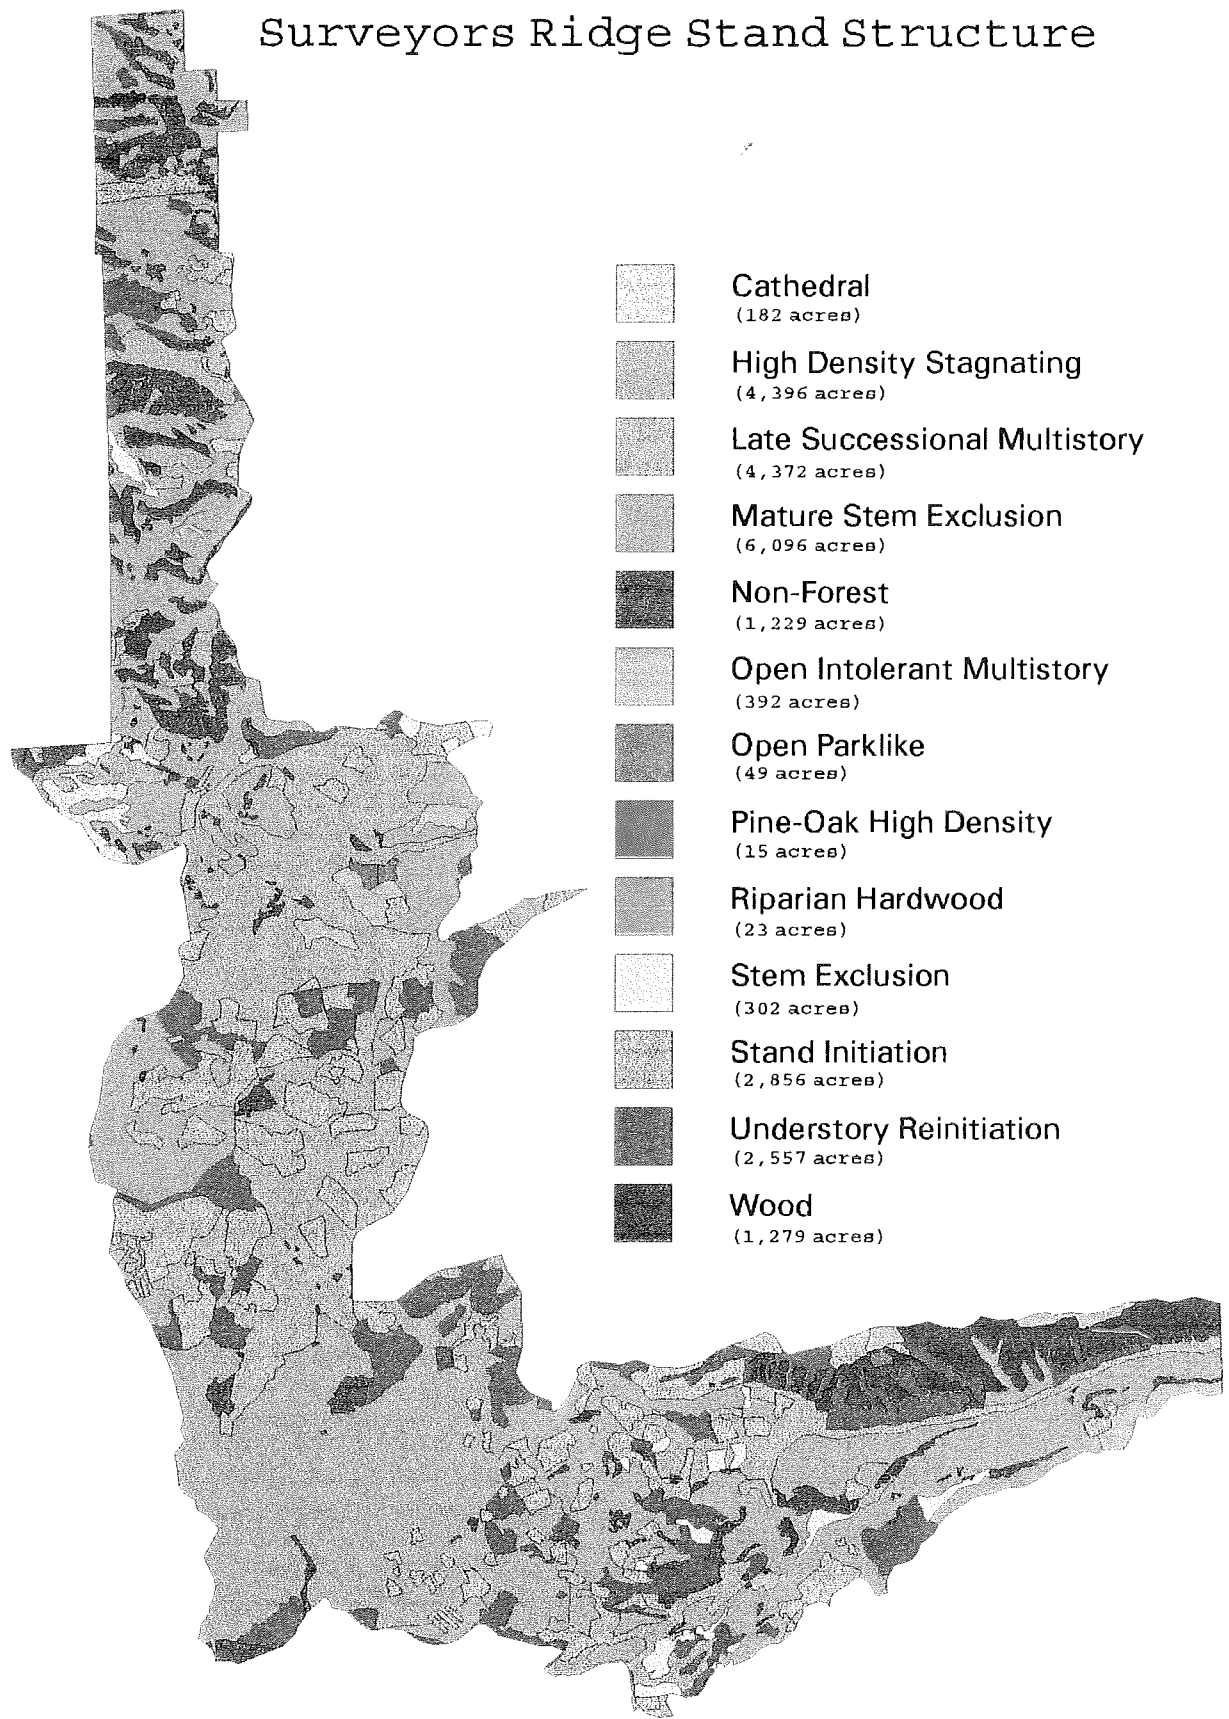 Surveyors Ridge Stand Structure
Cathedral
(182 acres)
High Density Stagnating
(4,396 acres)
Late Successional Multistory
(4,372 acres)
Mature Stem Exclusion
(6,096 acres)
Non-Forest
(1,229 acres)
Open Intolerant Multistory
(392 acres)
Open Parklike
(49 acres)
Pine-Oak High Density
(15 acres)
Riparian Hardwood
(23 acres)
Stem Exclusion
(302 acres)
Stand Initiation
(2,856 acres)
Understory Reinitiation
(2,557 acres)
Wood
(1,279 acres)